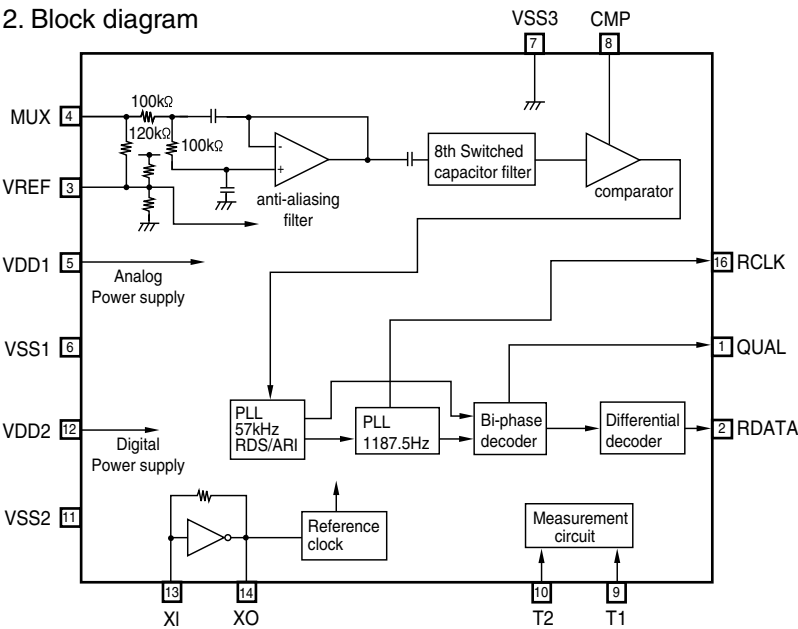 2. Block diagram
VSS3
CMP
7
8
MUX
4
100kΩ
120kΩ
100kΩ
-
+
anti-aliasing
filter
8th Switched
capacitor filter
comparator
VREF
3
VDD1
5
Analog
Power supply
16
RCLK
VSS1
6
1
QUAL
VDD2
12
Digital
Power supply
PLL
57kHz
RDS/ARI
PLL
1187.5Hz
Bi-phase
decoder
Differential
decoder
2
RDATA
VSS2
11
Reference
clock
Measurement
circuit
13
14
10
9
XI
XO
T2
T1